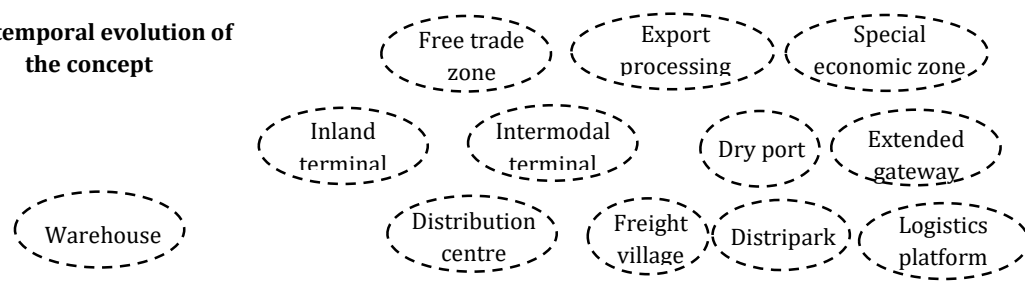 temporal evolution of
the concept
Free trade
zone
Export
processing
Special
economic zone
Inland
terminal
Intermodal
terminal
Dry port
Extended
gateway
Warehouse
Distribution
centre
Freight
village
Distripark
Logistics
platform